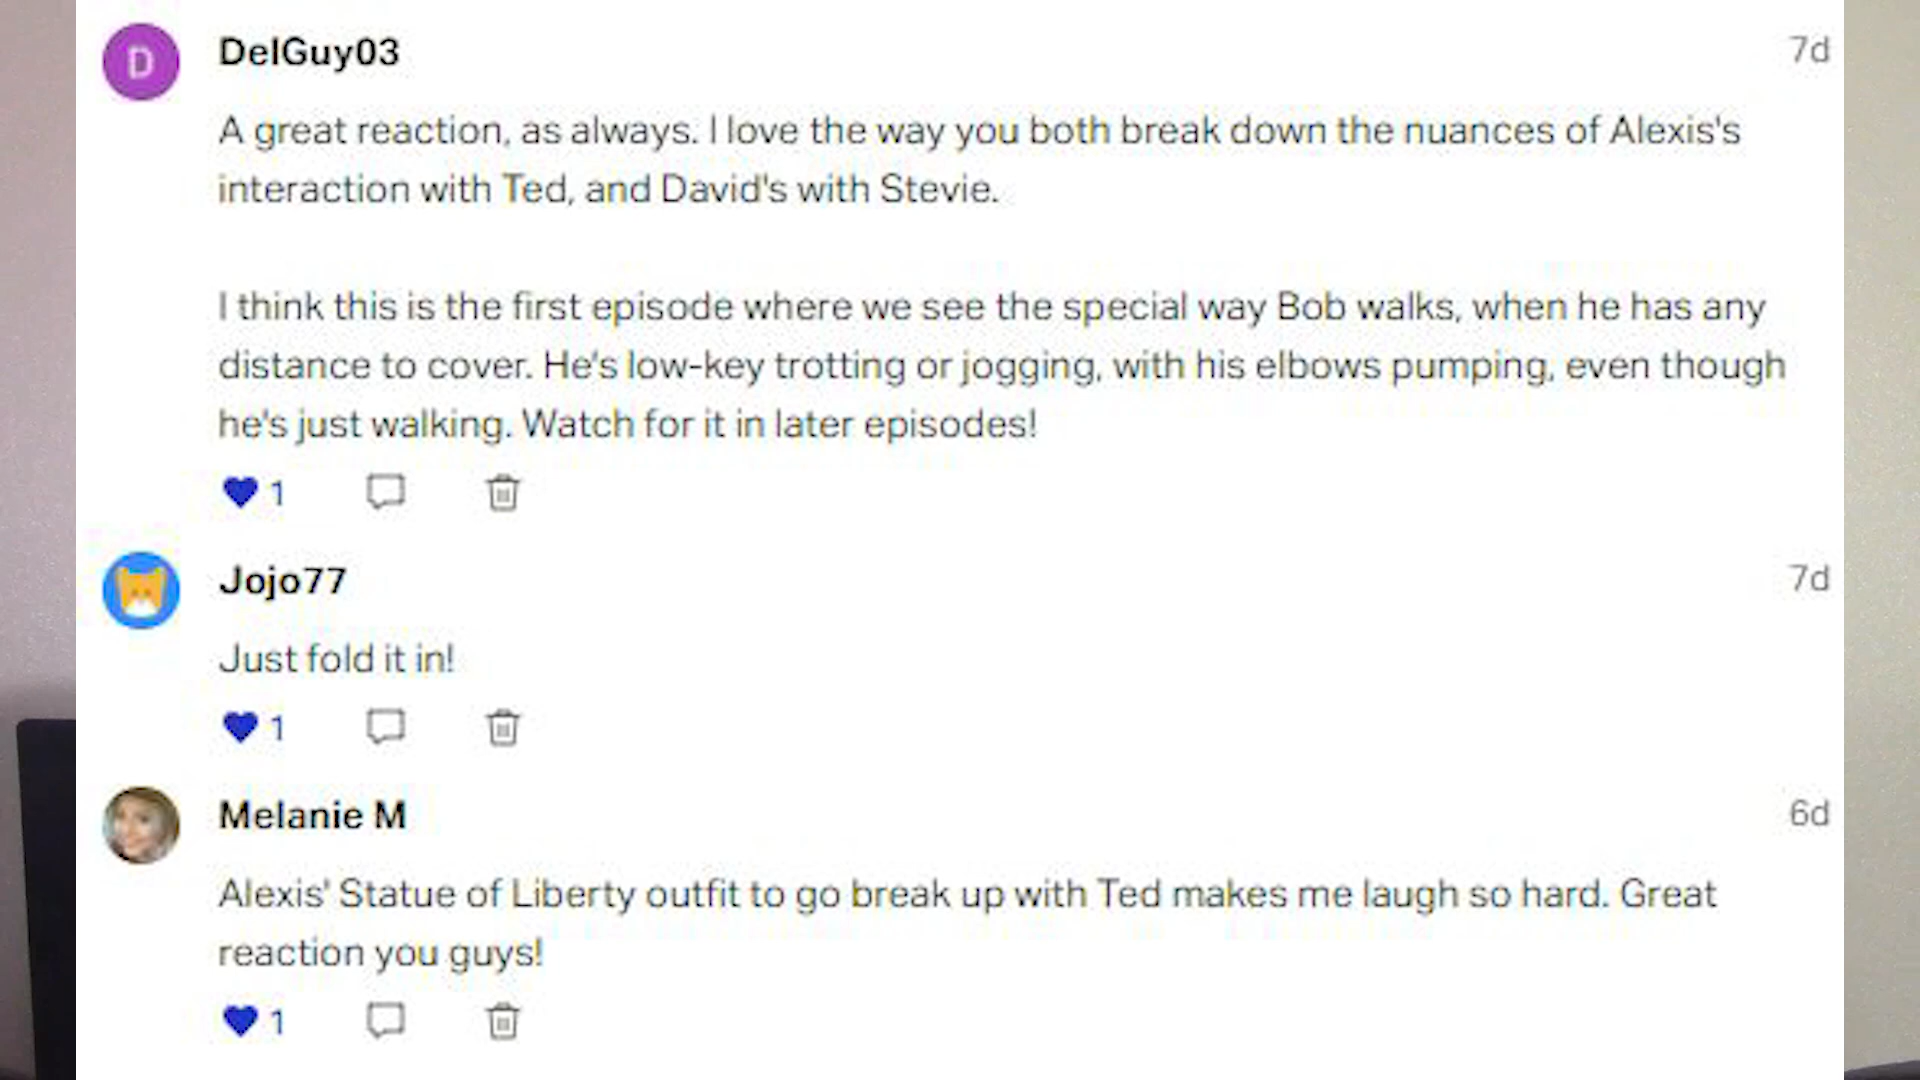 D
DelGuy03
7d
A great reaction, as always. I love the way you both break down the nuances of Alexis's
interaction with Ted, and David's with Stevie.
I think this is the first episode where we see the special way Bob walks, when he has any
distance to cover. He's low-key trotting or jogging, with his elbows pumping, even though
he's just walking. Watch for it in later episodes!
1
Jojo77
7d
Just fold it in!
1
Melanie M
6d
Alexis' Statue of Liberty outfit to go break up with Ted makes me laugh so hard. Great
reaction you guys!
1